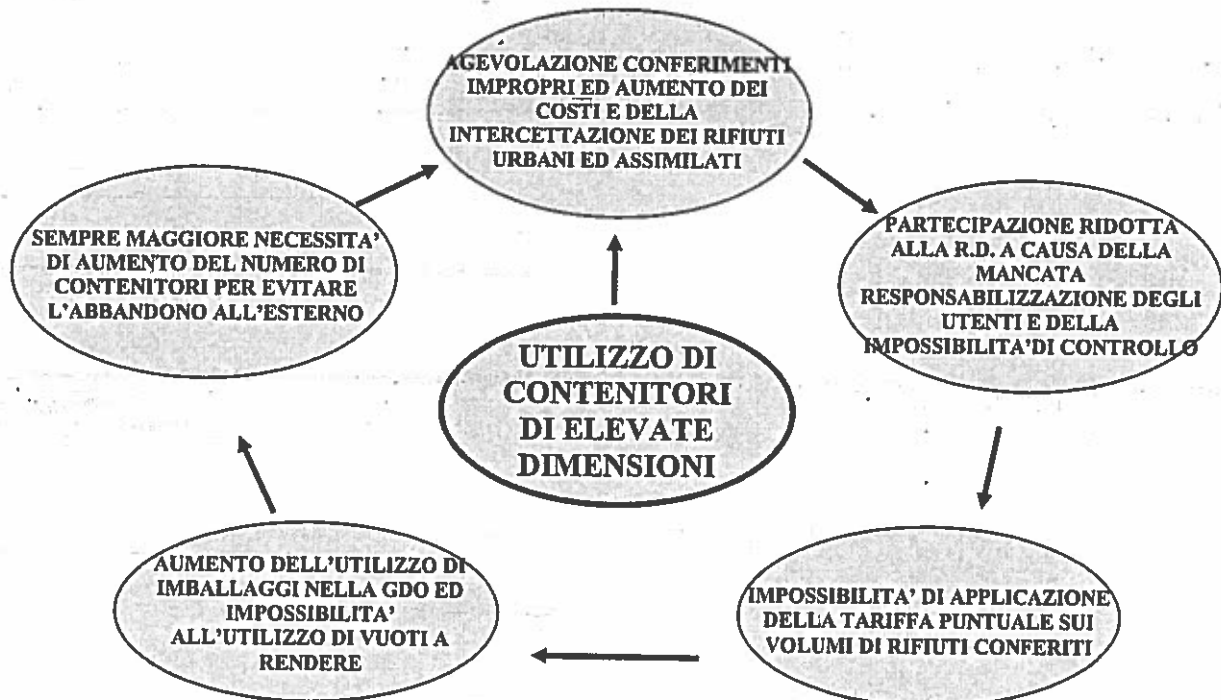 AGEVOLAZIONE CONFERIMENTI
IMPROPRI ED AUMENTO DEI
COSTI E DELLA
INTERCETTAZIONE DEI RIFIUTI
URBANI ED ASSIMILATI
PARTECIPAZIONE RIDOTTA
ALLA R.D. A CAUSA DELLA
MANCATA
RESPONSABILIZZAZIONE DEGLI
UTENTI E DELLA
IMPOSSIBILITA'DI CONTROLLO
IMPOSSIBILITA' DI APPLICAZIONE
DELLA TARIFFA PUNTUALE SUI
VOLUMI DI RIFIUTI CONFERITI
AUMENTO DELL'UTILIZZO DI
IMBALLAGGI NELLA GDO ED
IMPOSSIBILITA'
ALL'UTILIZZO DI VUOTI A
RENDERE
SEMPRE MAGGIORE NECESSITA'
DI AUMENTO DEL NUMERO DI
CONTENITORI PER EVITARE
L'ABBANDONO ALL'ESTERNO
UTILIZZO DI
CONTENITORI
DI ELEVATE
DIMENSIONI